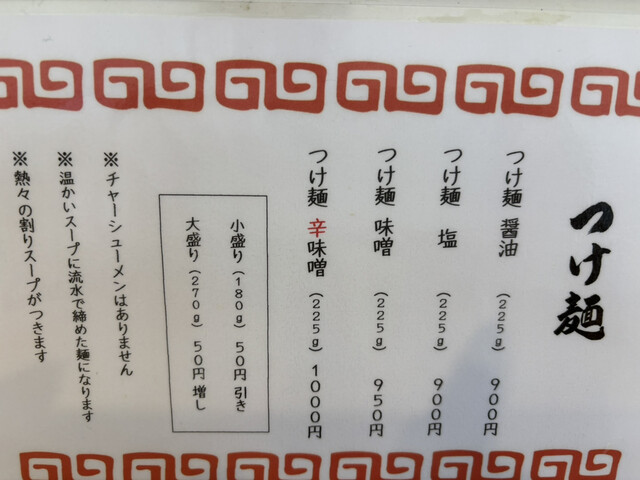 つけ麺
つけ麺 醤油 (225g) 900円
つけ麺 塩 (225g) 900円
つけ麺 味噌 (225g) 950円
つけ麺 辛味噌 (225g) 1000円
小盛り (180g) 50円 引き
大盛り (270g) 50円 増し
※チャーシューメンはありません
※温かいスープに流水で締めた麺になります
※熱々の割りスープがつきます